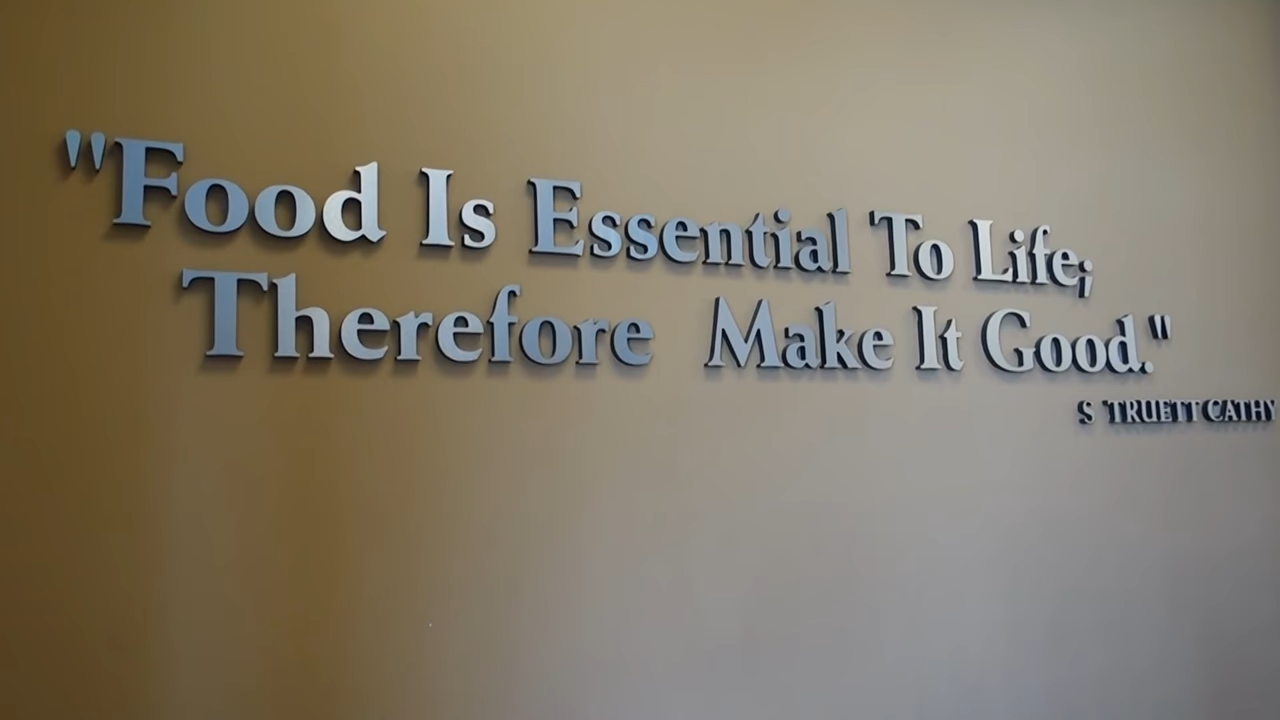 "Food Is Essential To Life;
Therefore Make It Good."
S TRUETT CATHY